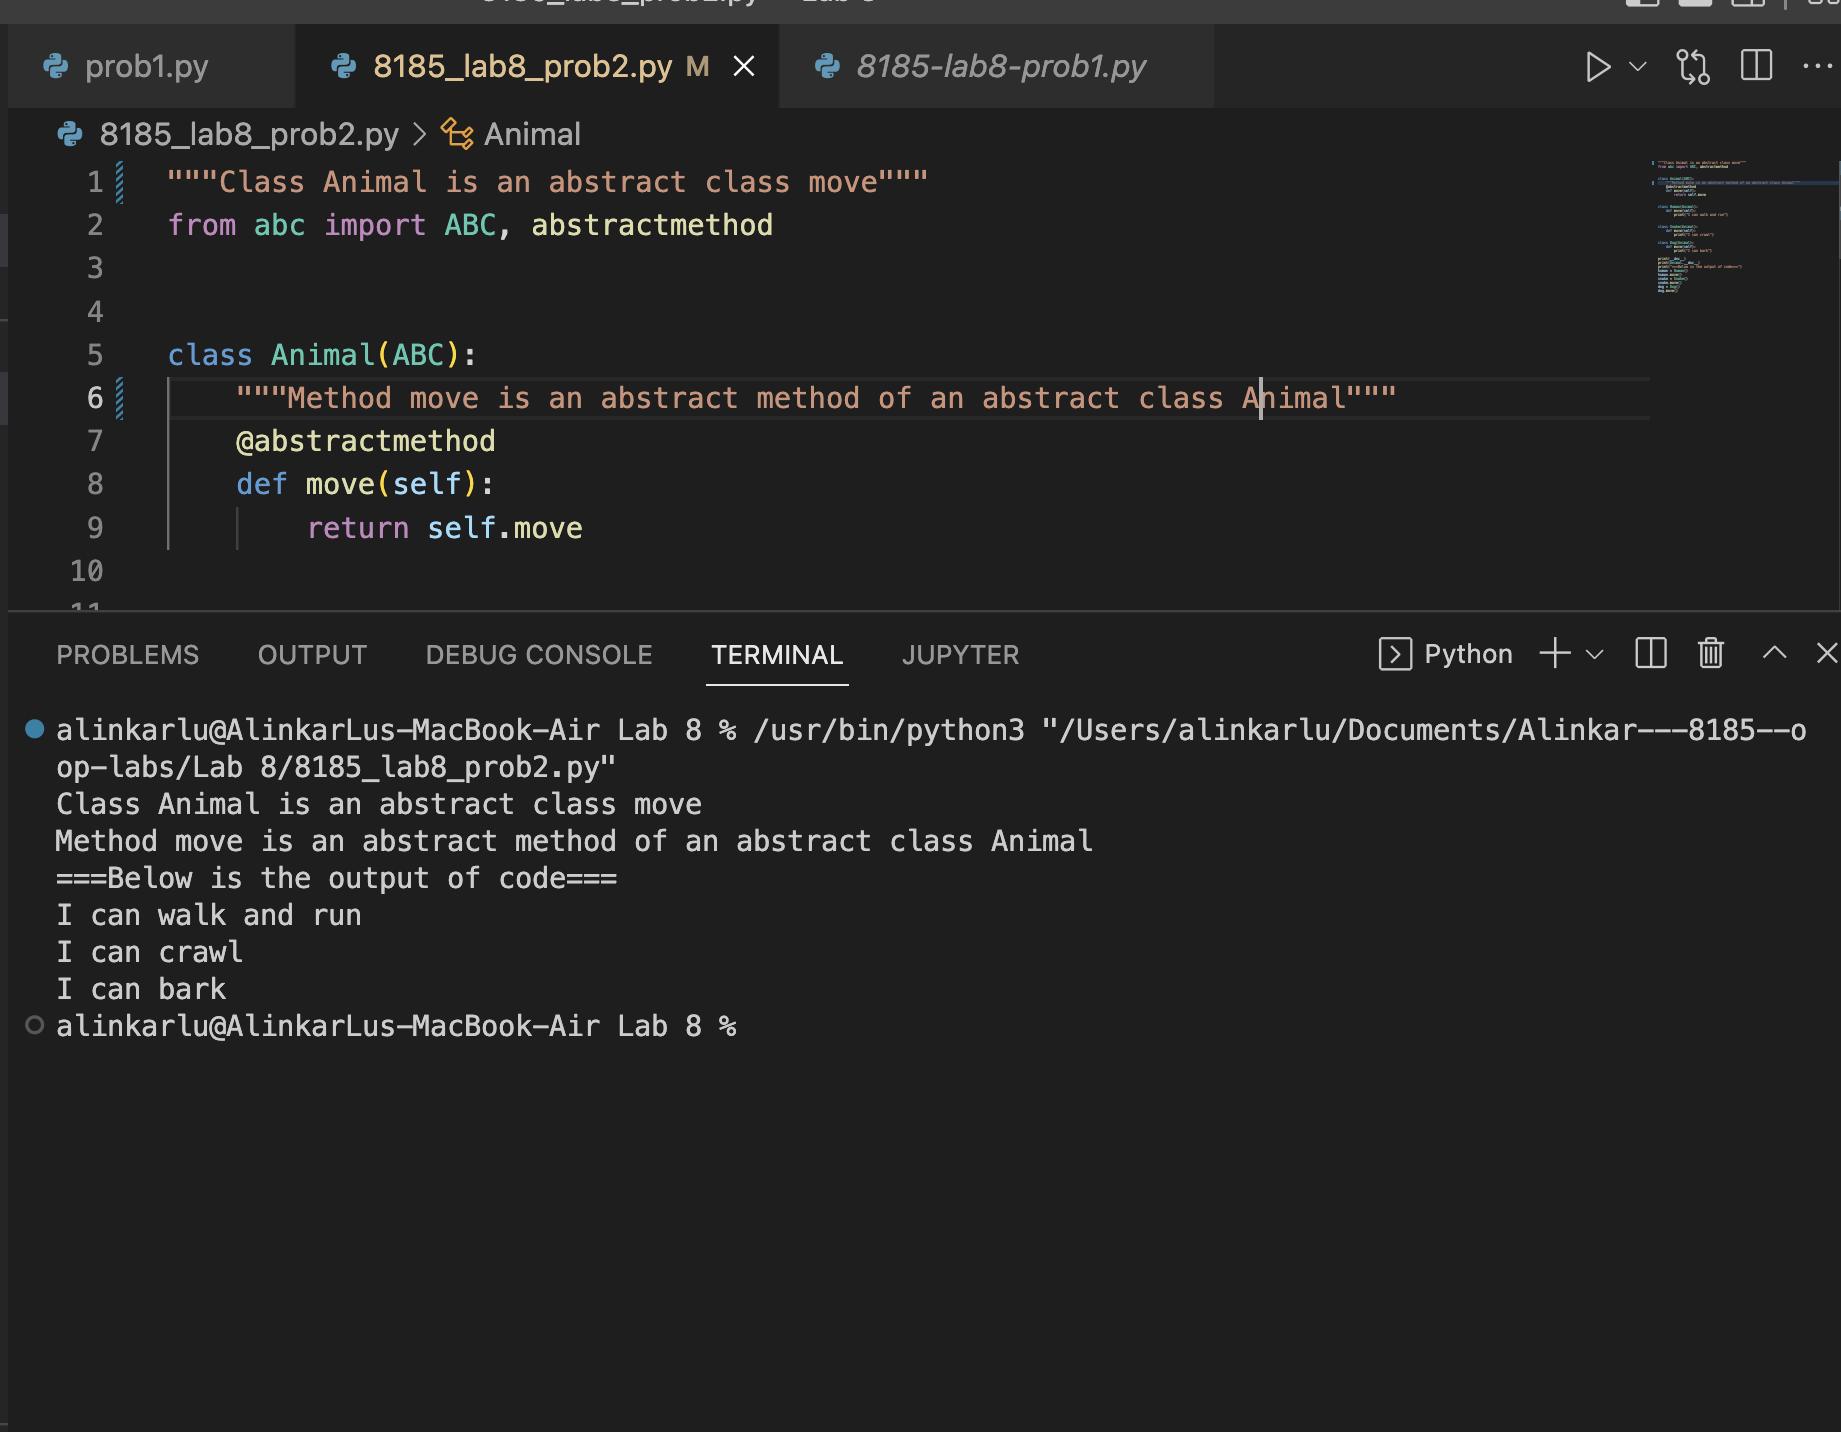 prob1.py
8185_lab8_prob2.py M
8185-lab8-prob1.py
8185_lab8_prob2.py > Animal
1 """Class Animal is an abstract class move"""
2 from abc import ABC, abstractmethod
3
4
5 class Animal(ABC):
6 """Method move is an abstract method of an abstract class Animal"""
7 @abstractmethod
8 def move(self):
9 return self.move
10
11
PROBLEMS OUTPUT DEBUG CONSOLE TERMINAL JUPYTER Python
alinkarlu@AlinkarLus-MacBook-Air Lab 8 % /usr/bin/python3 "/Users/alinkarlu/Documents/Alinkar---8185--o
op-labs/Lab 8/8185_lab8_prob2.py"
Class Animal is an abstract class move
Method move is an abstract method of an abstract class Animal
===Below is the output of code===
I can walk and run
I can crawl
I can bark
alinkarlu@AlinkarLus-MacBook-Air Lab 8 %